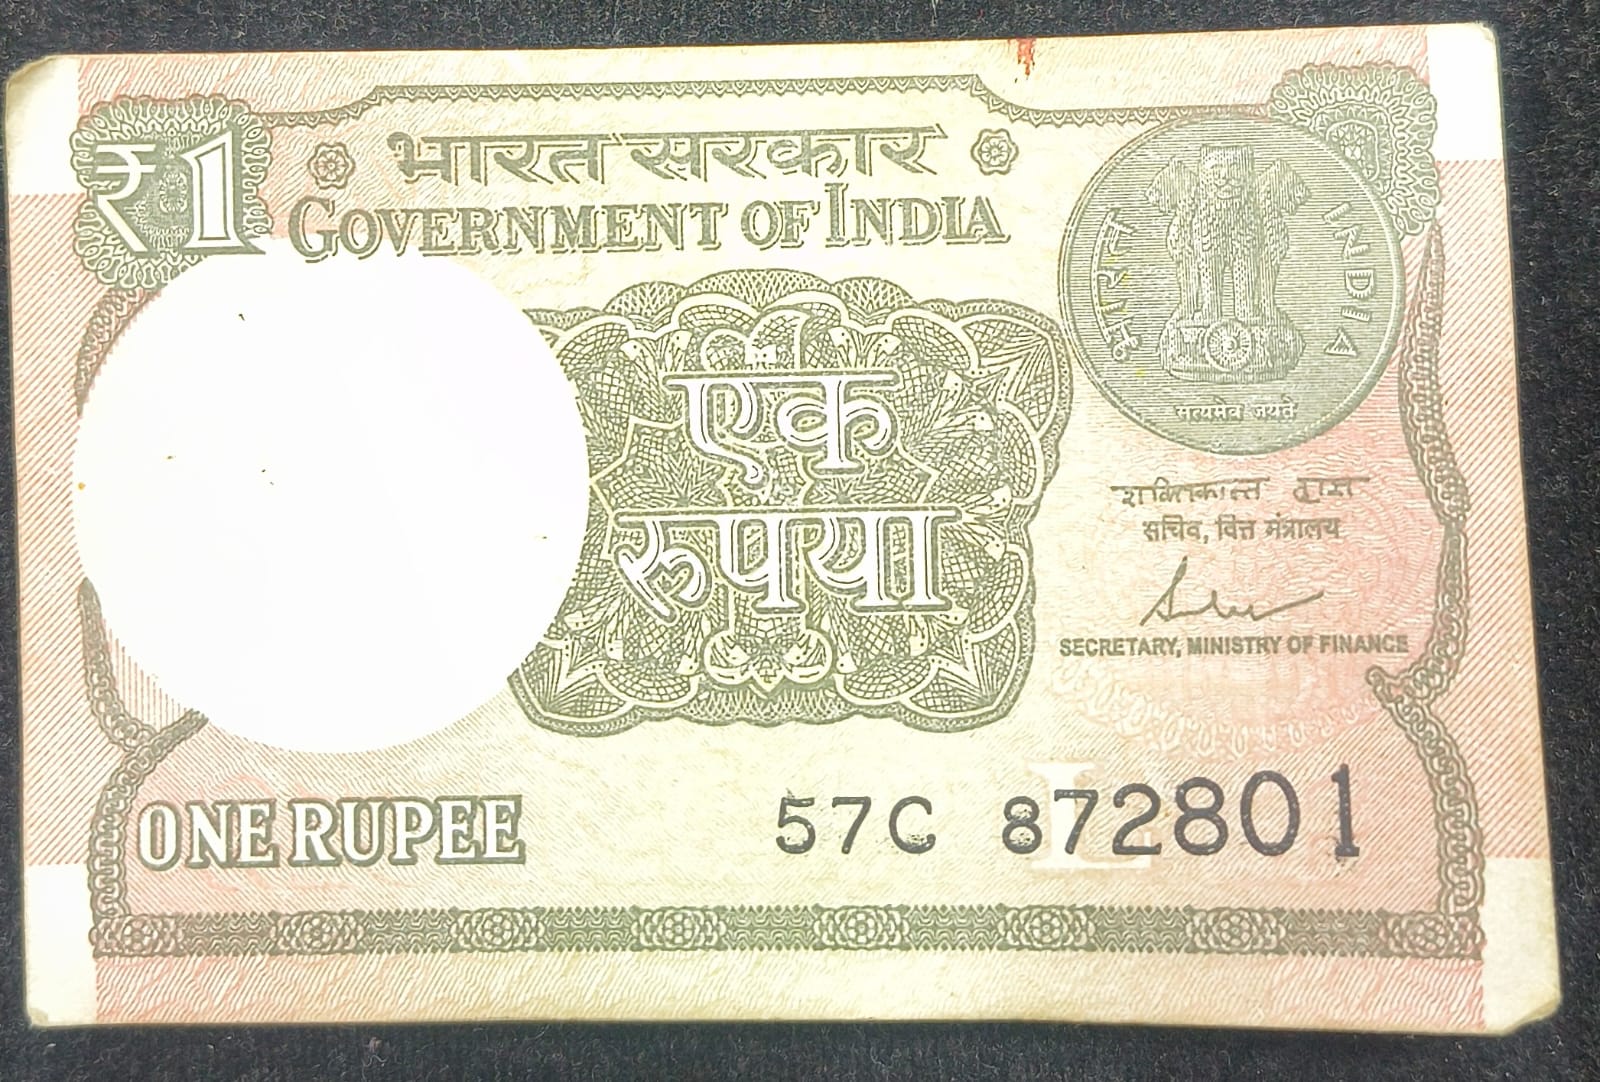 ₹1
भारत सरकार
GOVERNMENT OF INDIA
भारत INDIA
सत्यमेव जयते
एक
रुपया
शक्तिकान्त दास
सचिव, वित्त मंत्रालय
SECRETARY, MINISTRY OF FINANCE
L
ONE RUPEE
57C 872801